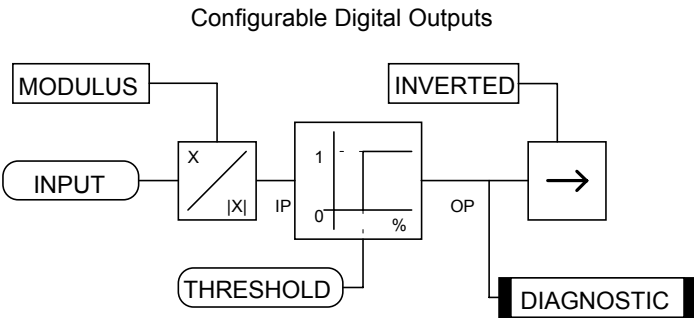 Configurable Digital Outputs
MODULUS
INVERTED
X
|X|
INPUT
IP
1
0
%
OP
THRESHOLD
DIAGNOSTIC